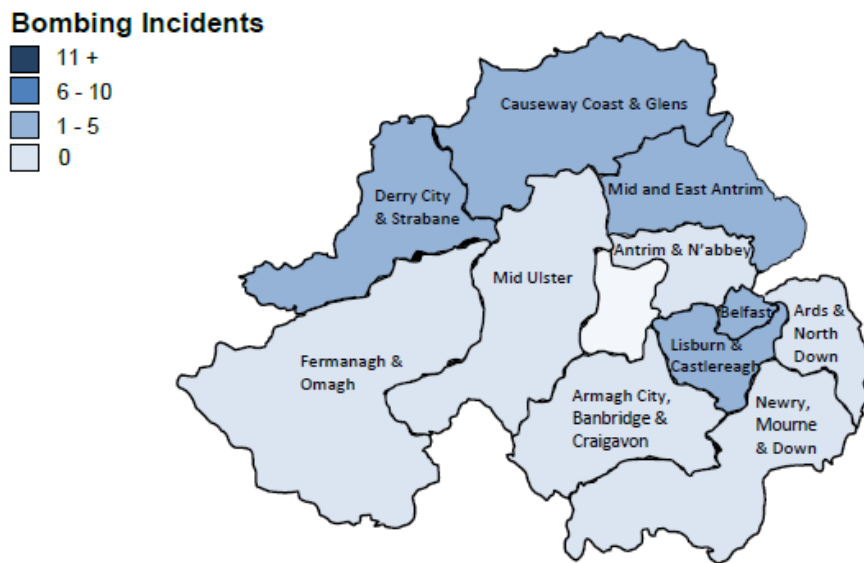 Bombing Incidents
11 +
6 - 10
1 - 5
0
Causeway Coast & Glens
Derry City
& Strabane
Mid and East Antrim
Antrim & N'abbey
Mid Ulster
Belfast
Ards &
North
Down
Lisburn &
Castlereagh
Fermanagh &
Omagh
Armagh City,
Banbridge &
Craigavon
Newry,
Mourne
& Down